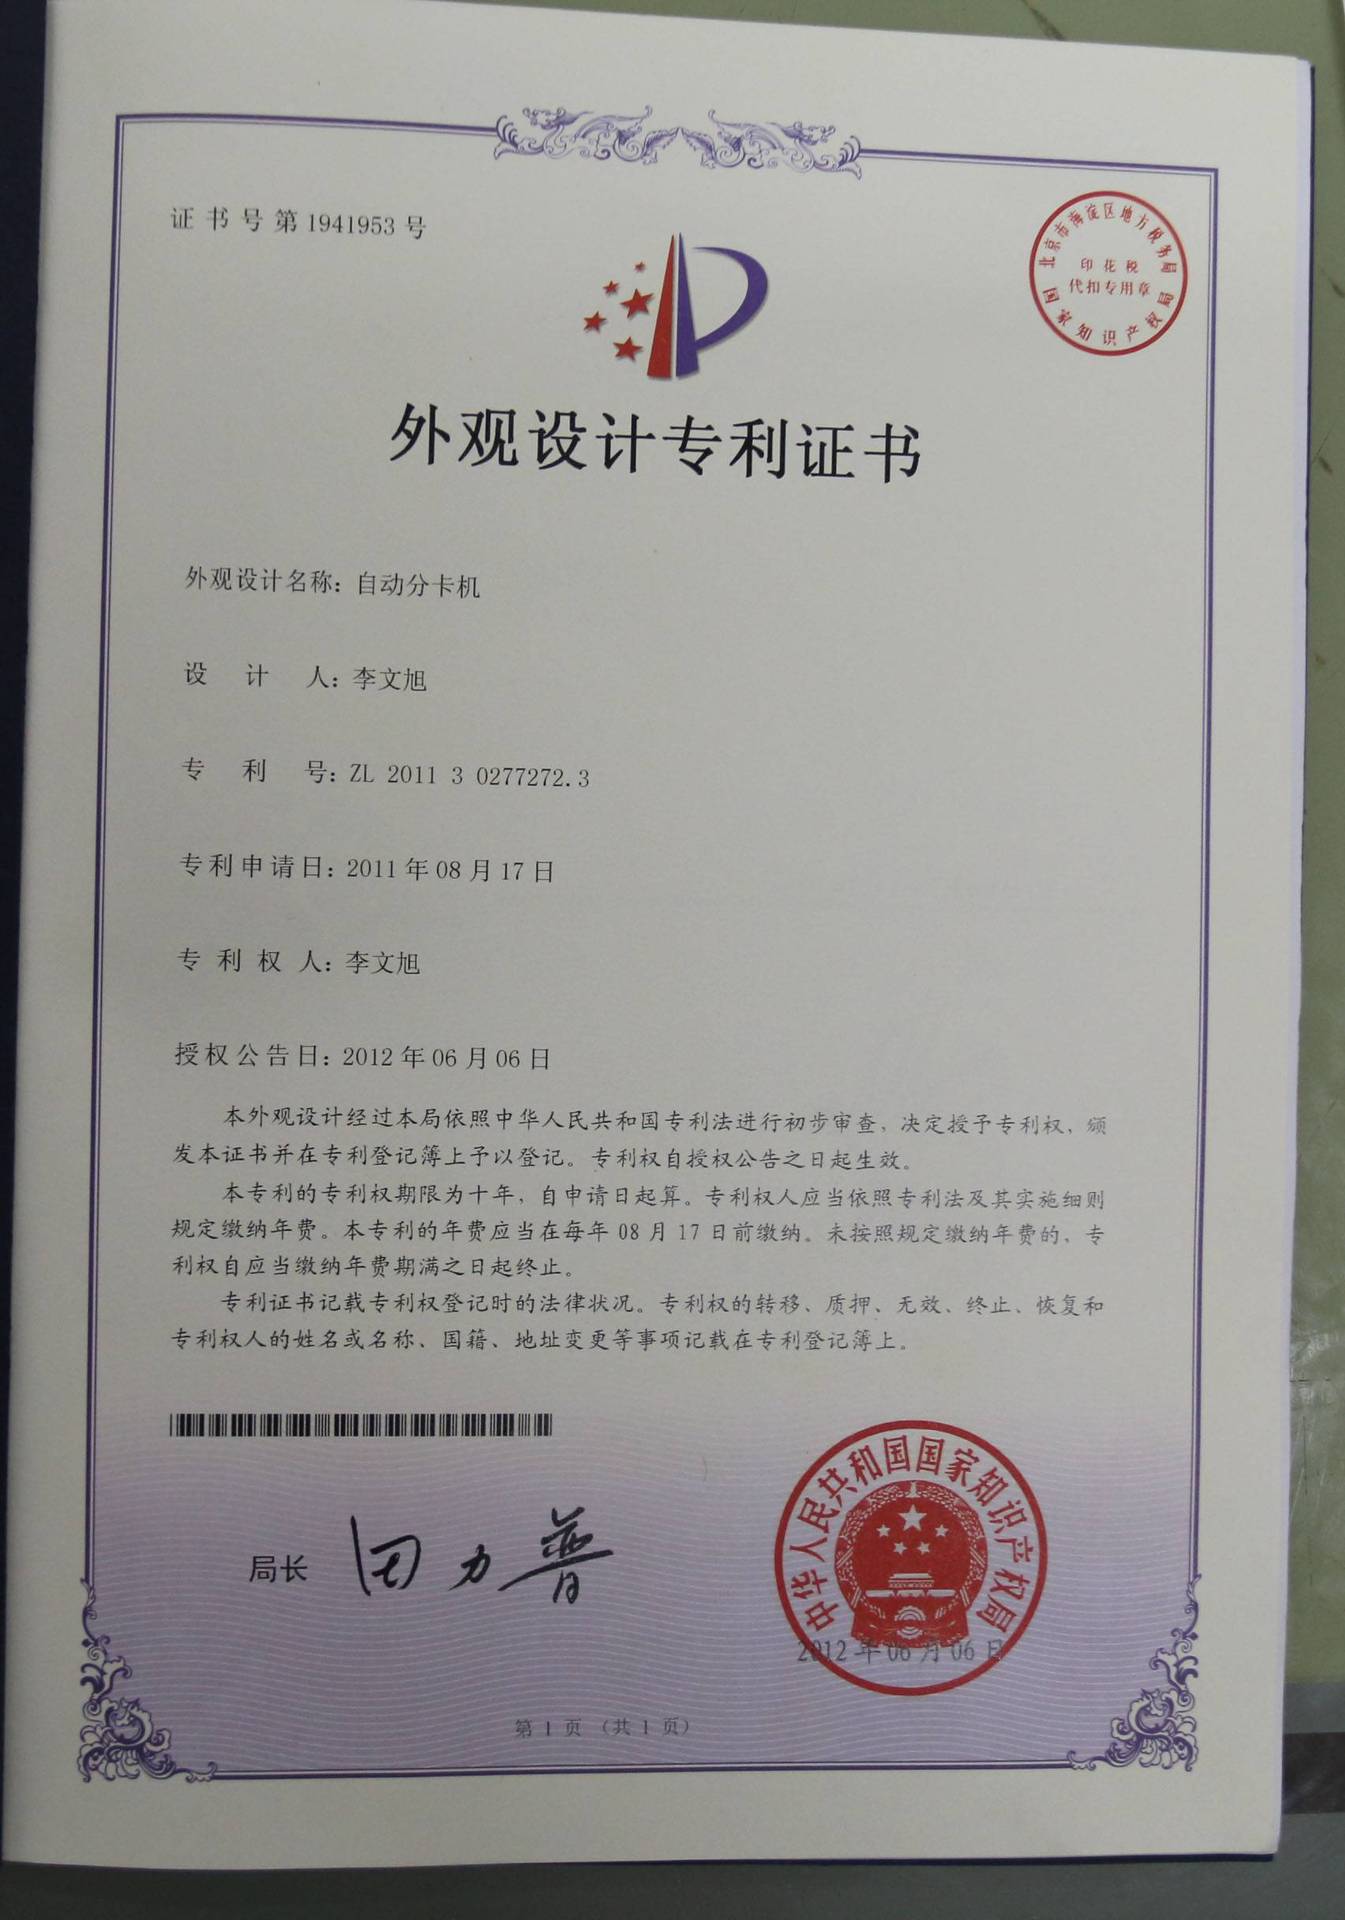 证书号第1941953号
北京市海淀区地方税务局
印花税
代扣专用章
国家知识产权局
外观设计专利证书
外观设计名称：自动分卡机
设计人：李文旭
专利号：ZL 2011 3 0277272.3
专利申请日：2011年08月17日
专利权人：李文旭
授权公告日：2012年06月06日
本外观设计经过本局依照中华人民共和国专利法进行初步审查，决定授予专利权，颁
发本证书并在专利登记簿上予以登记。专利权自授权公告之日起生效。
本专利的专利权期限为十年，自申请日起算。专利权人应当依照专利法及其实施细则
规定缴纳年费。本专利的年费应当在每年08月17日前缴纳。未按照规定缴纳年费的，专
利权自应当缴纳年费期满之日起终止。
专利证书记载专利权登记时的法律状况。专利权的转移、质押、无效、终止、恢复和
专利权人的姓名或名称、国籍、地址变更等事项记载在专利登记簿上。
局长 田力普
中华人民共和国国家知识产权局
2012年06月06日
第1页（共1页）